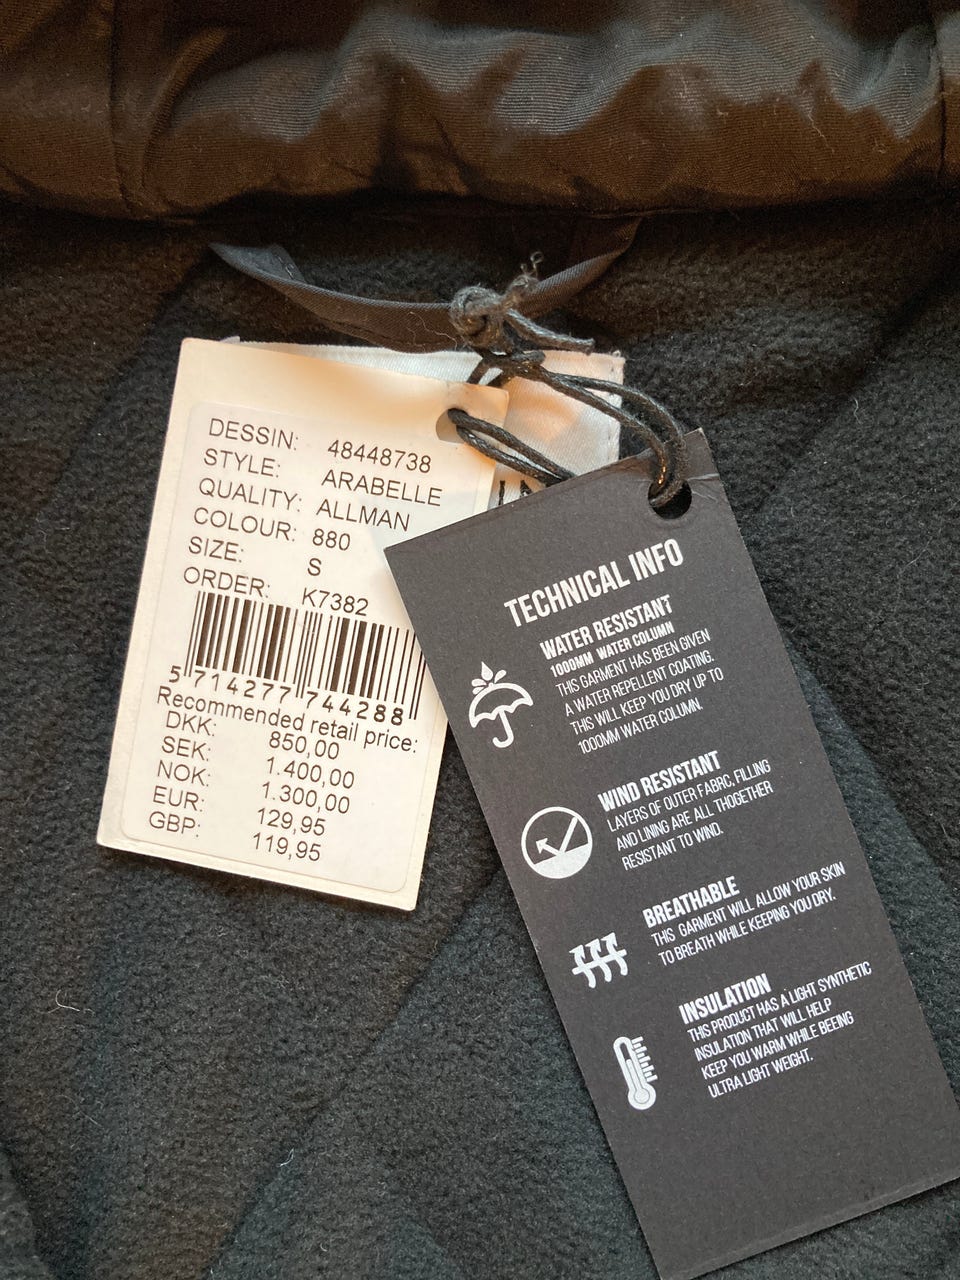 DESSIN: 48448738
STYLE: ARABELLE
QUALITY: ALLMAN
COLOUR: 880
SIZE: S
ORDER: K7382
5 714277 744288
Recommended retail price:
DKK: 850,00
SEK: 1.400,00
NOK: 1.300,00
EUR: 129,95
GBP: 119,95
TECHNICAL INFO
WATER RESISTANT
1000MM WATER COLUMN
THIS GARMENT HAS BEEN GIVEN
A WATER REPELLENT COATING.
THIS WILL KEEP YOU DRY UP TO
1000MM WATER COLUMN.
WIND RESISTANT
LAYERS OF OUTER FABRC, FILLING
AND LINING ARE ALL THOGETHER
RESISTANT TO WIND.
BREATHABLE
THIS GARMENT WILL ALLOW YOUR SKIN
TO BREATH WHILE KEEPING YOU DRY.
INSULATION
THIS PRODUCT HAS A LIGHT SYNTHETIC
INSULATION THAT WILL HELP
KEEP YOU WARM WHILE BEEING
ULTRA LIGHT WEIGHT.